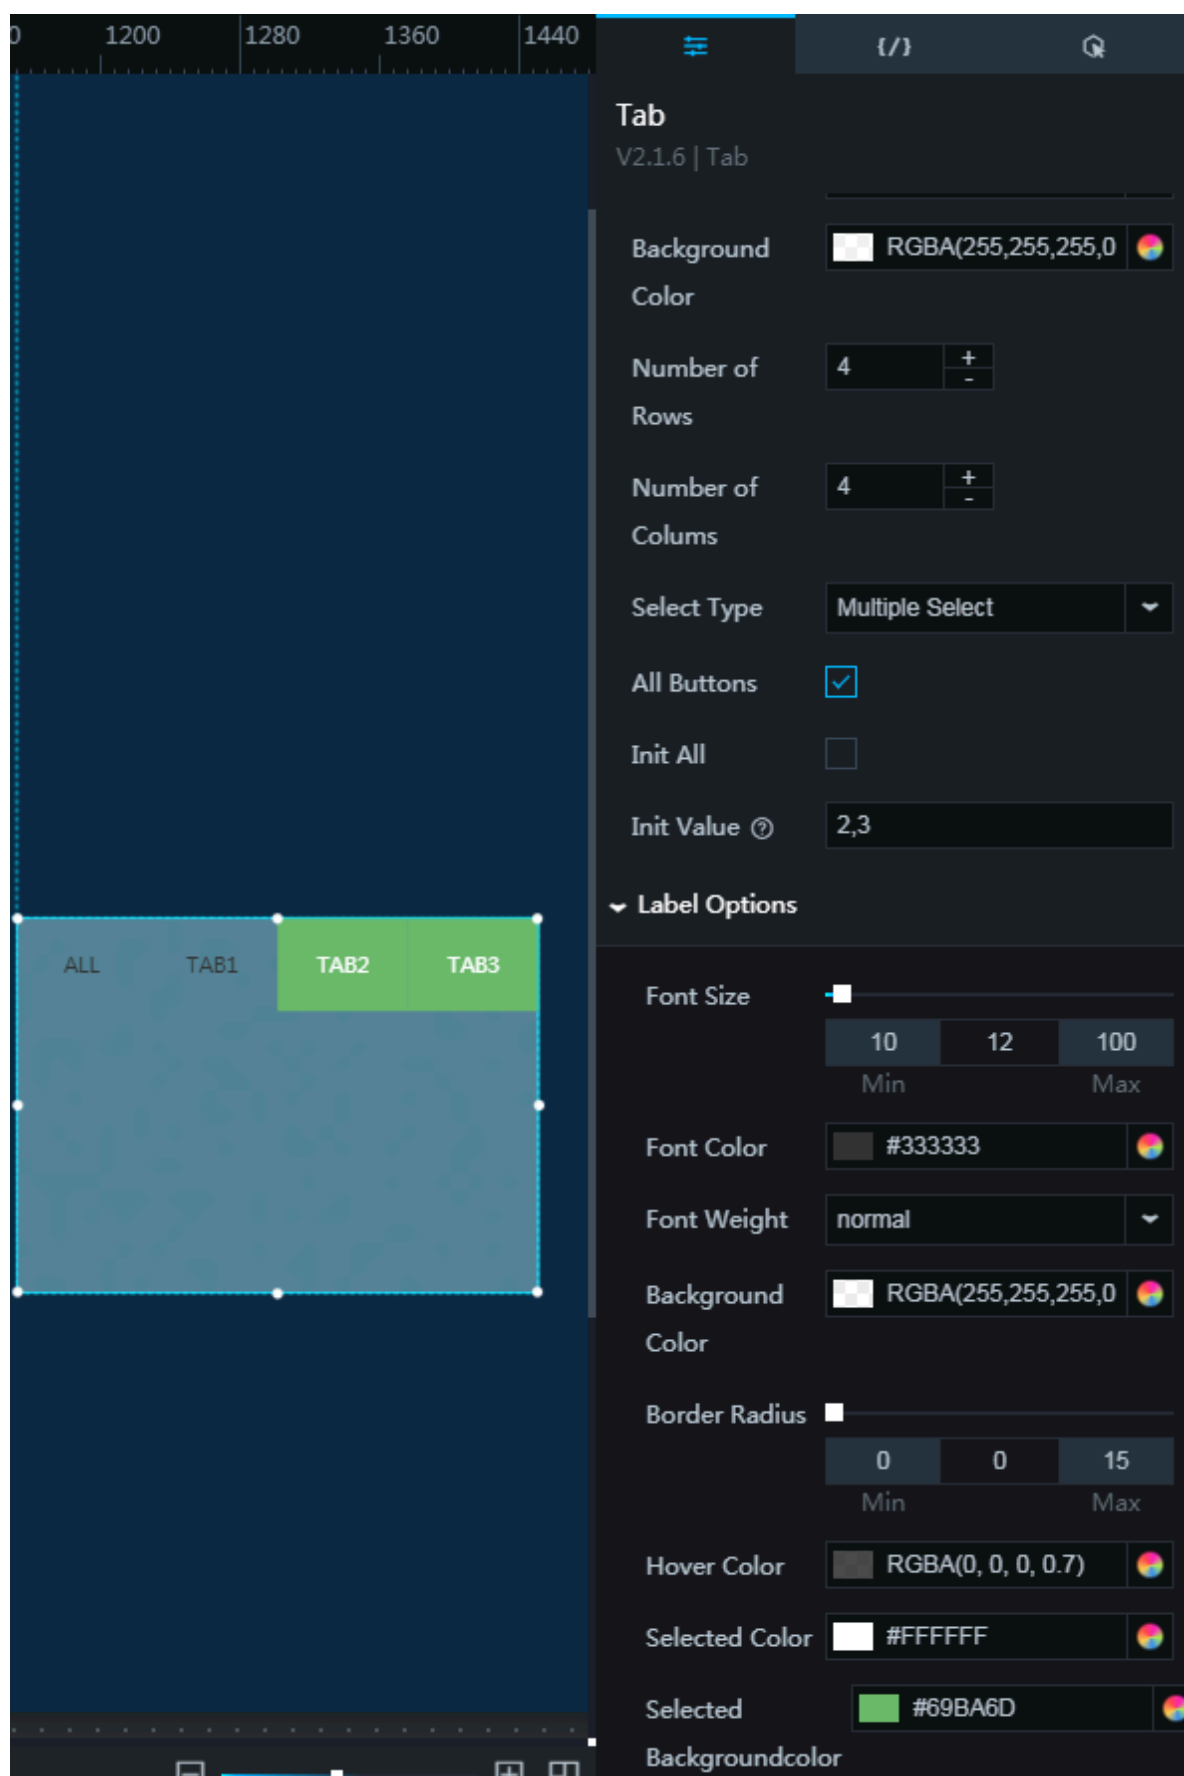 0 1200 1280 1360 1440
{/}
Tab
V2.1.6 | Tab
Background Color RGBA(255,255,255,0
Number of Rows 4 + -
Number of Colums 4 + -
Select Type Multiple Select
All Buttons
Init All
Init Value ? 2,3
Label Options
ALL TAB1 TAB2 TAB3
Font Size
10 12 100
Min Max
Font Color #333333
Font Weight normal
Background Color RGBA(255,255,255,0
Border Radius
0 0 15
Min Max
Hover Color RGBA(0, 0, 0, 0.7)
Selected Color #FFFFFF
Selected Backgroundcolor #69BA6D